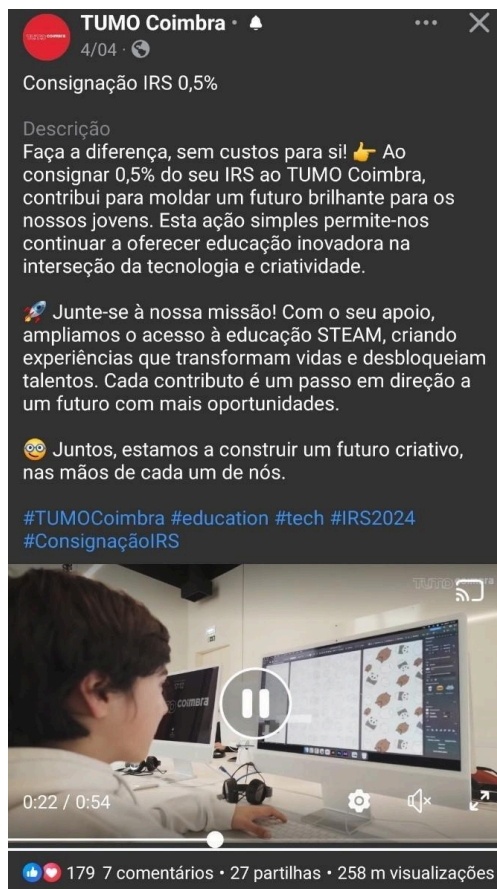 TUMO Coimbra ·
4/04 ·
Consignação IRS 0,5%
Descrição
Faça a diferença, sem custos para si! 👉 Ao
consignar 0,5% do seu IRS ao TUMO Coimbra,
contribui para moldar um futuro brilhante para os
nossos jovens. Esta ação simples permite-nos
continuar a oferecer educação inovadora na
interseção da tecnologia e criatividade.
🚀 Junte-se à nossa missão! Com o seu apoio,
ampliamos o acesso à educação STEAM, criando
experiências que transformam vidas e desbloqueiam
talentos. Cada contributo é um passo em direção a
um futuro com mais oportunidades.
🤓 Juntos, estamos a construir um futuro criativo,
nas mãos de cada um de nós.
#TUMOCoimbra #education #tech #IRS2024
#ConsignaçãoIRS
TUMO coimbra
coimbra
0:22 / 0:54
179 7 comentários • 27 partilhas • 258 m visualizações